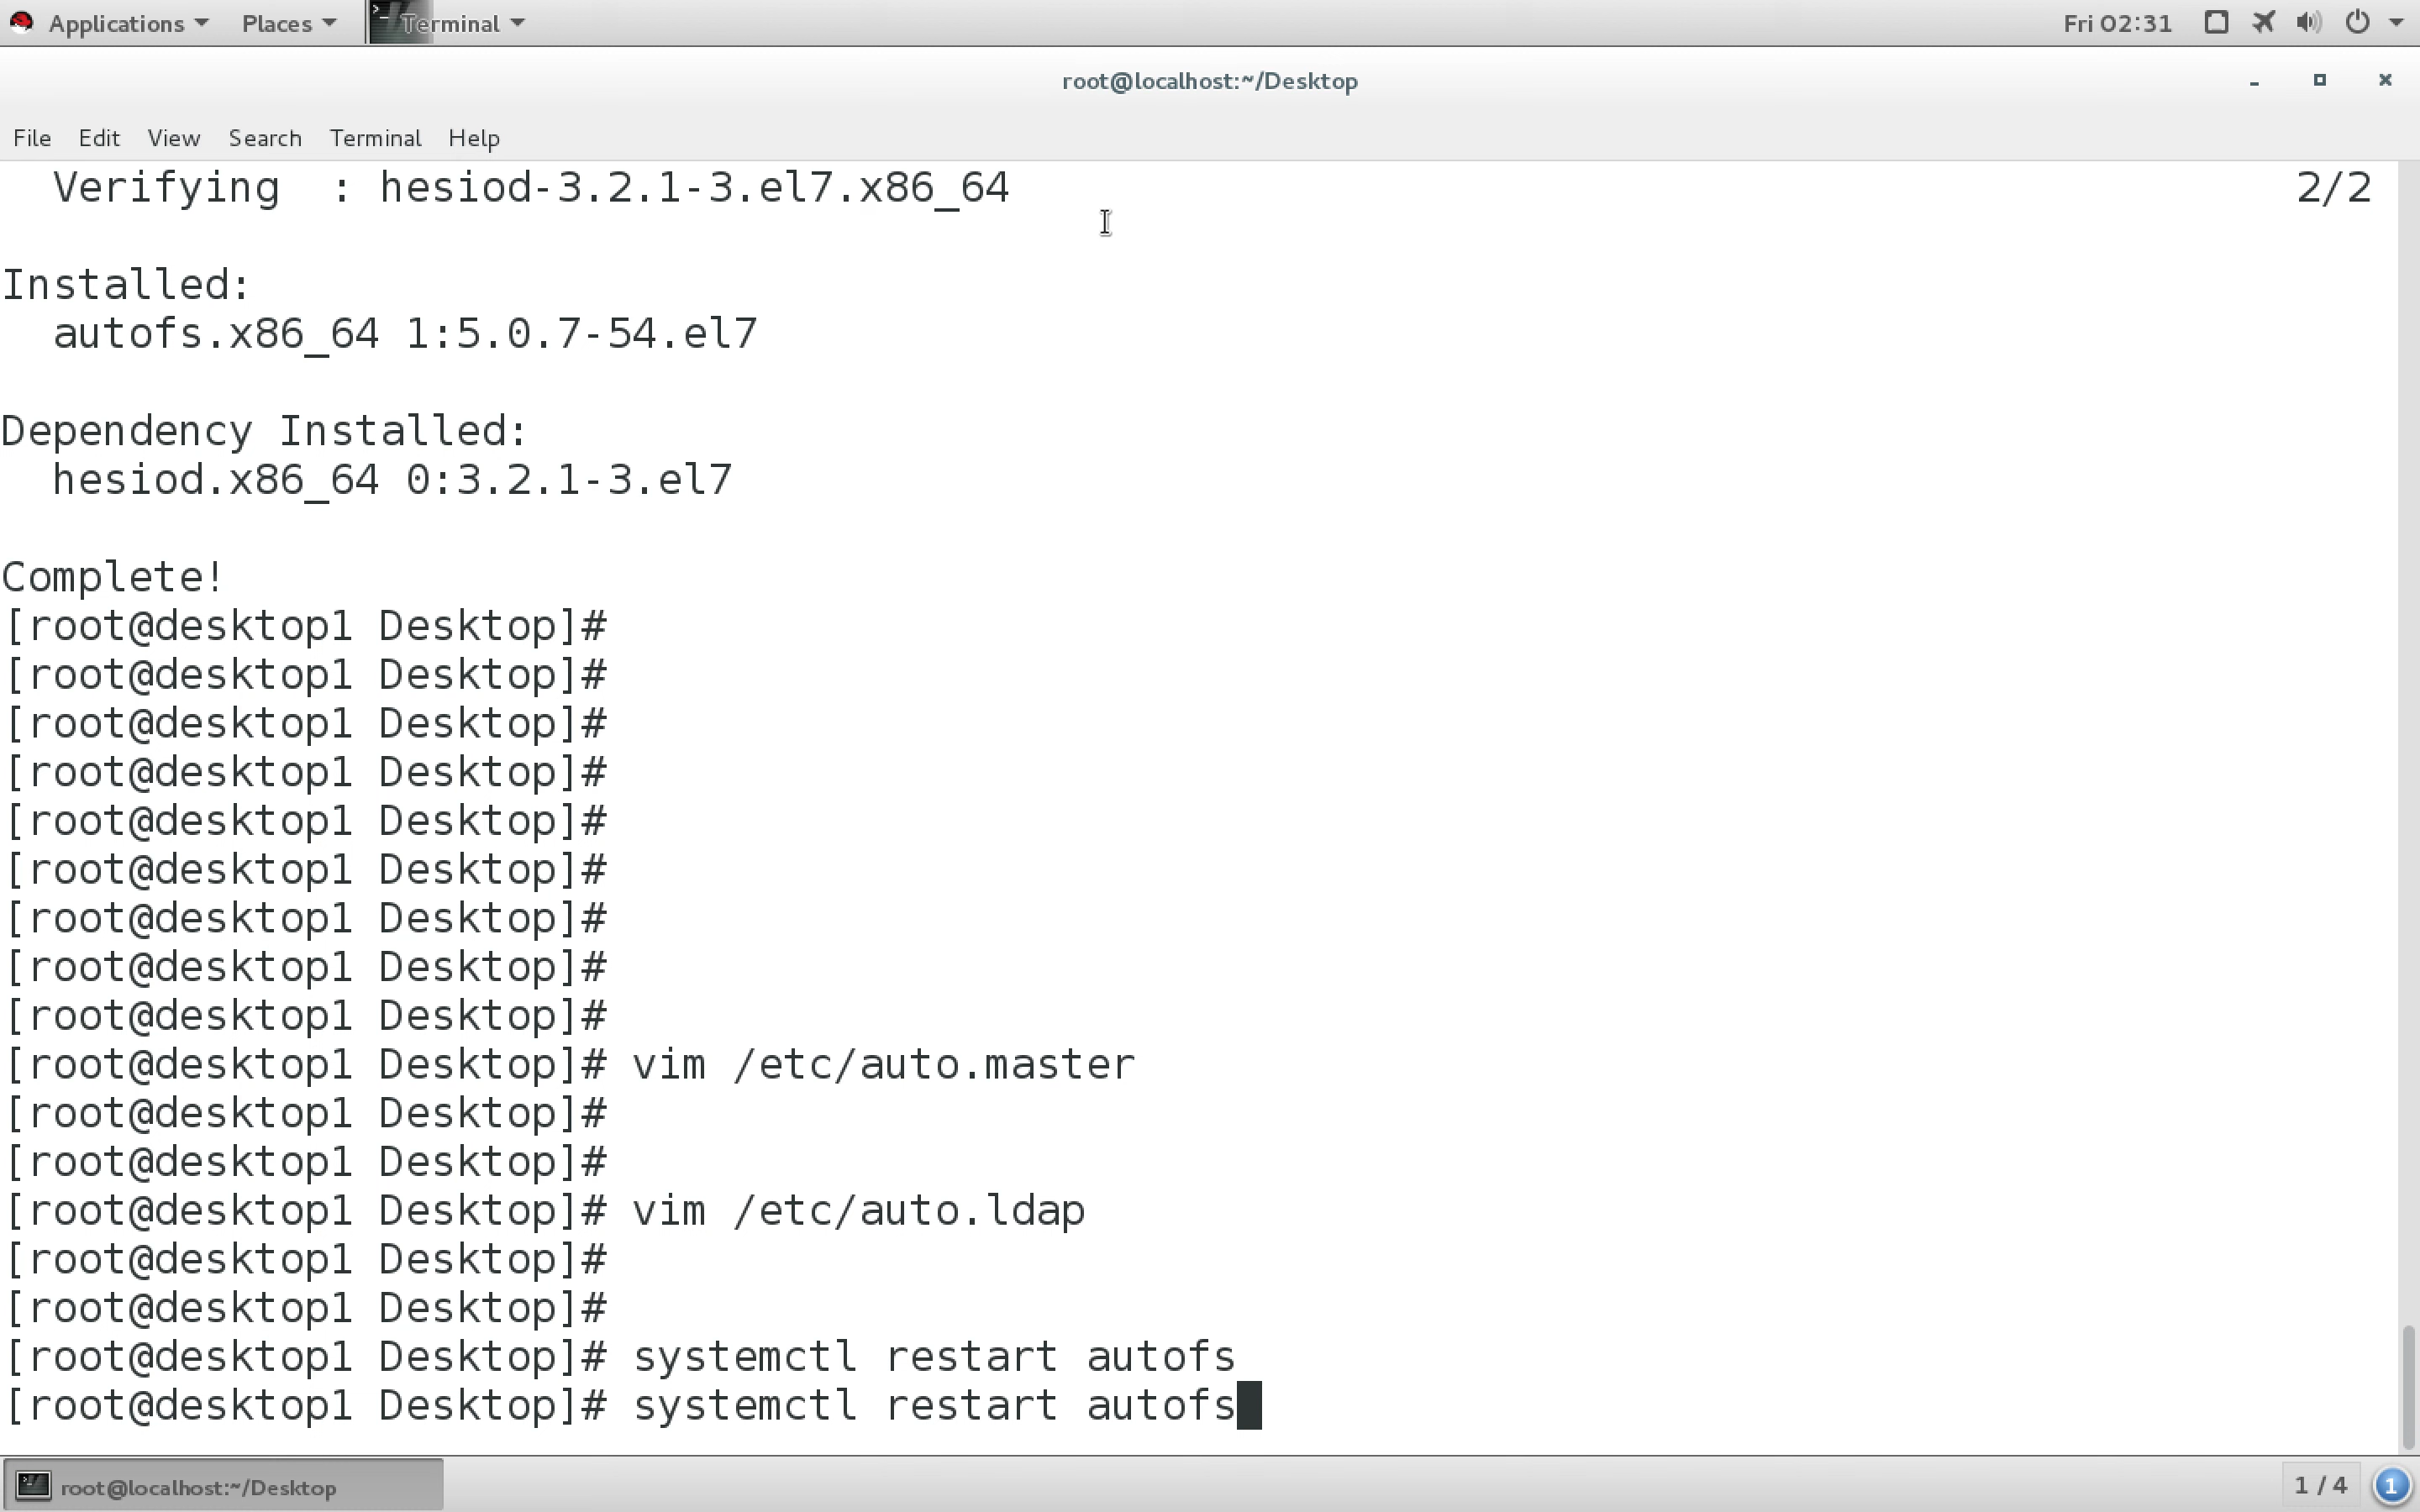 Applications Places Terminal Fri 02:31
root@localhost:~/Desktop
File Edit View Search Terminal Help
Verifying : hesiod-3.2.1-3.el7.x86_64 2/2
Installed:
autofs.x86_64 1:5.0.7-54.el7
Dependency Installed:
hesiod.x86_64 0:3.2.1-3.el7
Complete!
[root@desktop1 Desktop]#
[root@desktop1 Desktop]#
[root@desktop1 Desktop]#
[root@desktop1 Desktop]#
[root@desktop1 Desktop]#
[root@desktop1 Desktop]#
[root@desktop1 Desktop]#
[root@desktop1 Desktop]#
[root@desktop1 Desktop]#
[root@desktop1 Desktop]# vim /etc/auto.master
[root@desktop1 Desktop]#
[root@desktop1 Desktop]#
[root@desktop1 Desktop]# vim /etc/auto.ldap
[root@desktop1 Desktop]#
[root@desktop1 Desktop]#
[root@desktop1 Desktop]# systemctl restart autofs
[root@desktop1 Desktop]# systemctl restart autofs
root@localhost:~/Desktop 1 / 4 1